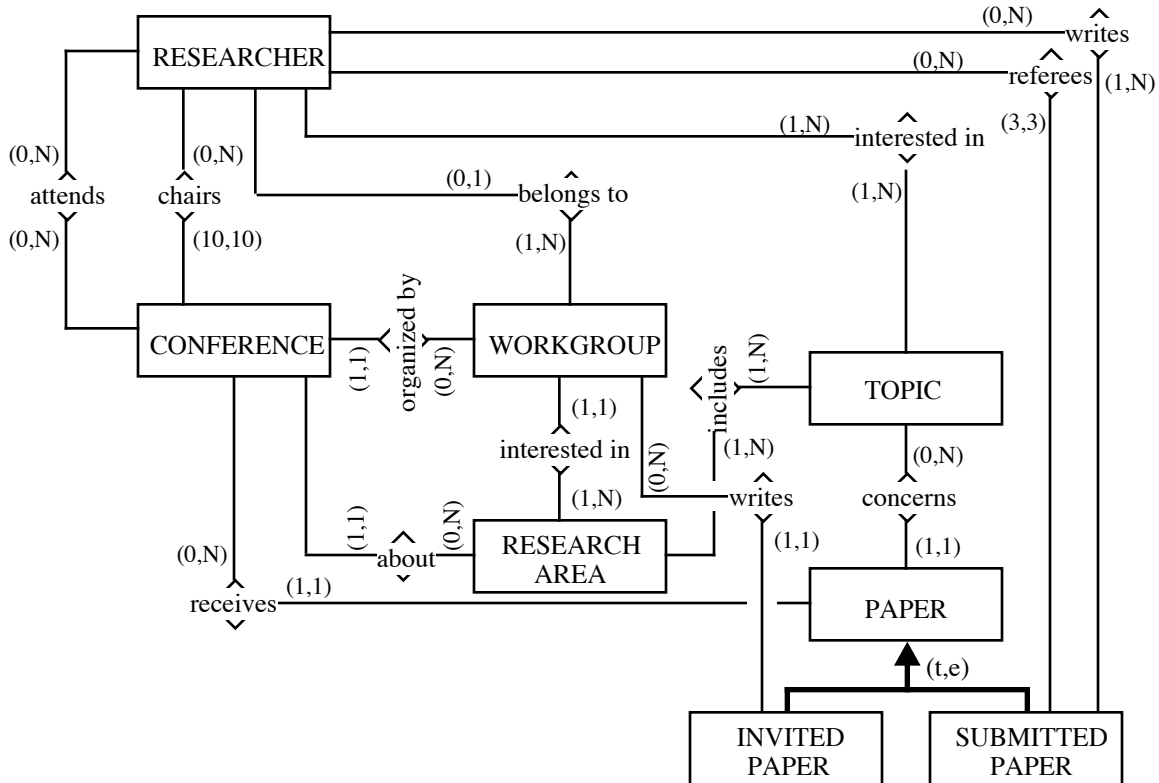 (0,N)
writes
RESEARCHER
(0,N)
referees
(1,N)
(1,N)
interested in
(3,3)
(0,N)
(0,N)
(0,1)
belongs to
(1,N)
attends
chairs
(0,N)
(10,10)
(1,N)
CONFERENCE
(1,1)
organized by
(0,N)
WORKGROUP
includes
(1,N)
TOPIC
(1,1)
interested in
(1,N)
(0,N)
(1,N)
(0,N)
writes
concerns
(1,1)
(0,N)
(1,1)
about
(0,N)
RESEARCH
AREA
(1,1)
(1,1)
receives
PAPER
(t,e)
INVITED
PAPER
SUBMITTED
PAPER